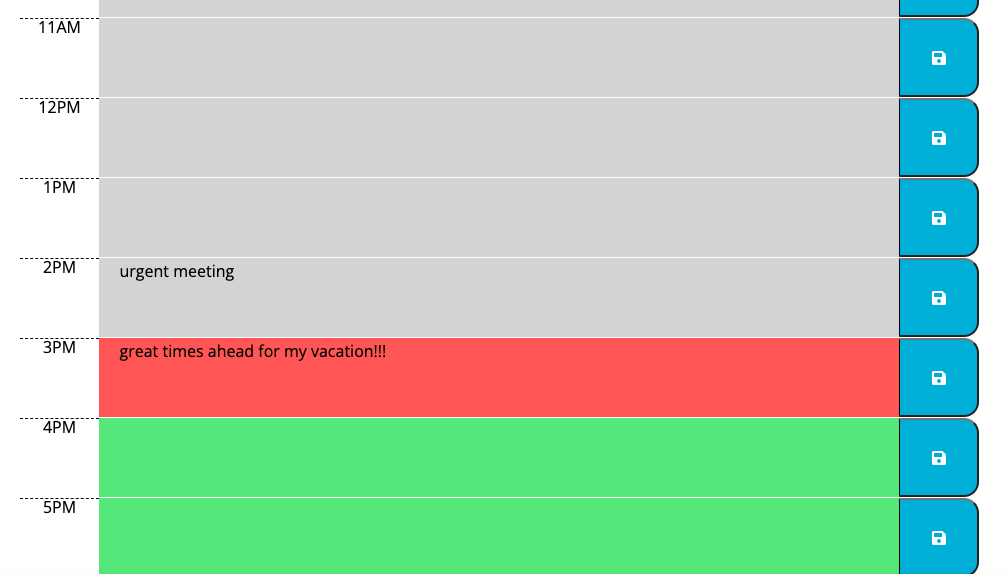 11AM
12PM
1PM
2PM
urgent meeting
3PM
great times ahead for my vacation!!!
4PM
5PM